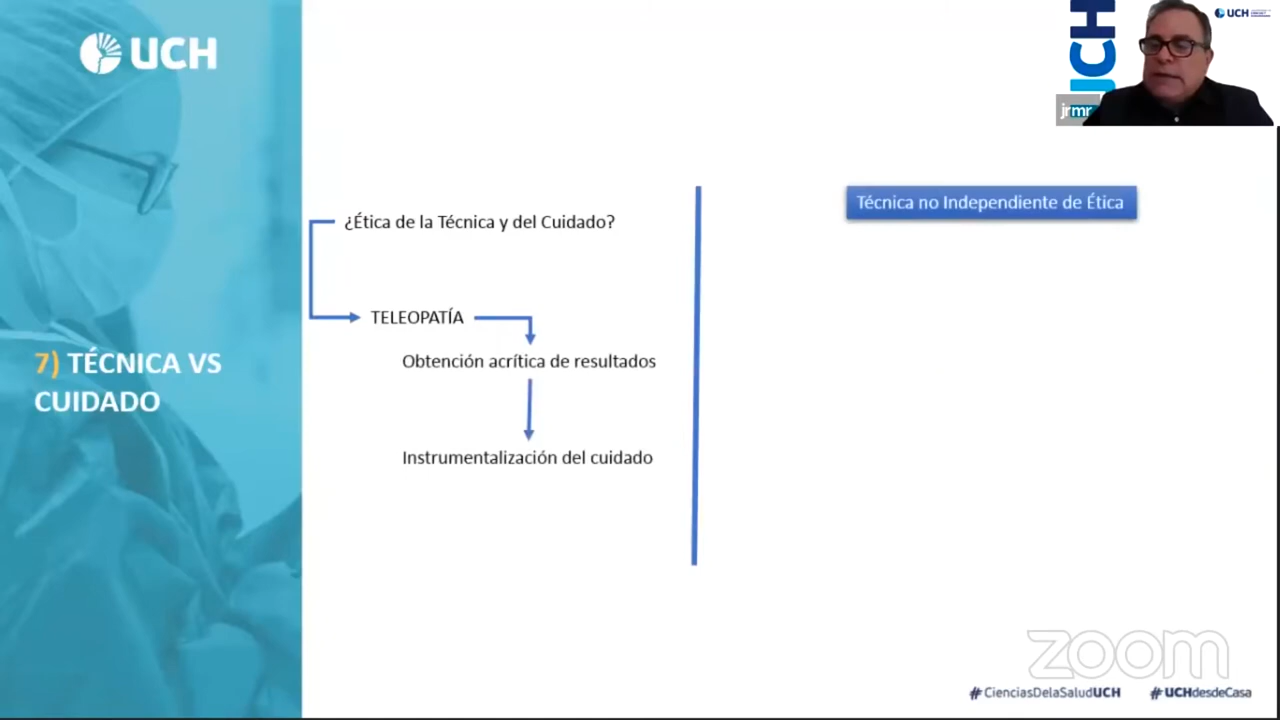 UCH
7) TÉCNICA VS
CUIDADO
¿Ética de la Técnica y del Cuidado?
TELEOPATÍA
Obtención acrítica de resultados
Instrumentalización del cuidado
Técnica no Independiente de Ética
UCH
UCH
jrmr
zoom
#CienciasDelaSaludUCH #UCHdesdeCasa